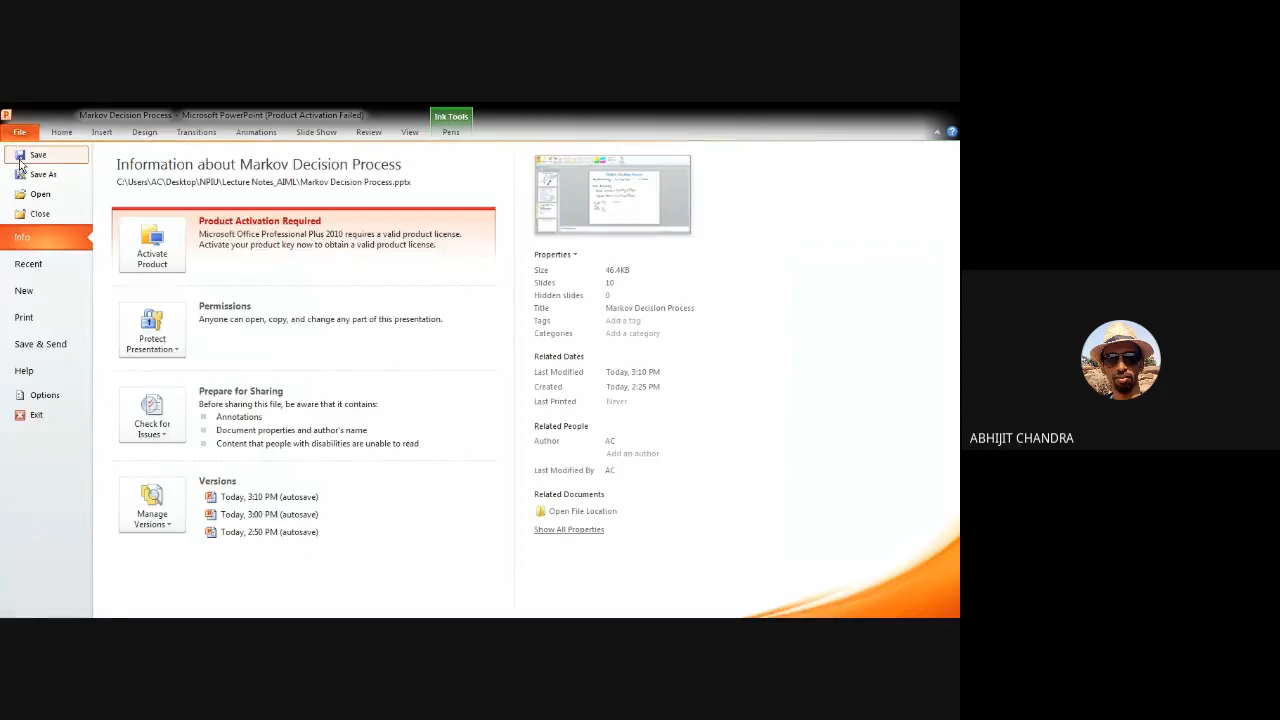 Markov Decision Process - Microsoft PowerPoint (Product Activation Failed)
Ink Tools
File Home Insert Design Transitions Animations Slide Show Review View Pens
Save
Save As
Open
Close
Info
Recent
New
Print
Save & Send
Help
Options
Exit
Information about Markov Decision Process
C:\Users\AC\Desktop\NPIU\Lecture Notes_AIML\Markov Decision Process.pptx
Activate
Product
Product Activation Required
Microsoft Office Professional Plus 2010 requires a valid product license.
Activate your product key now to obtain a valid product license.
Protect
Presentation
Permissions
Anyone can open, copy, and change any part of this presentation.
Check for
Issues
Prepare for Sharing
Before sharing this file, be aware that it contains:
Annotations
Document properties and author's name
Content that people with disabilities are unable to read
Manage
Versions
Versions
Today, 3:10 PM (autosave)
Today, 3:00 PM (autosave)
Today, 2:50 PM (autosave)
Properties
Size 46.4KB
Slides 10
Hidden slides 0
Title Markov Decision Process
Tags Add a tag
Categories Add a category
Related Dates
Last Modified Today, 3:10 PM
Created Today, 2:25 PM
Last Printed Never
Related People
Author AC
Add an author
Last Modified By AC
Related Documents
Open File Location
Show All Properties
ABHIJIT CHANDRA